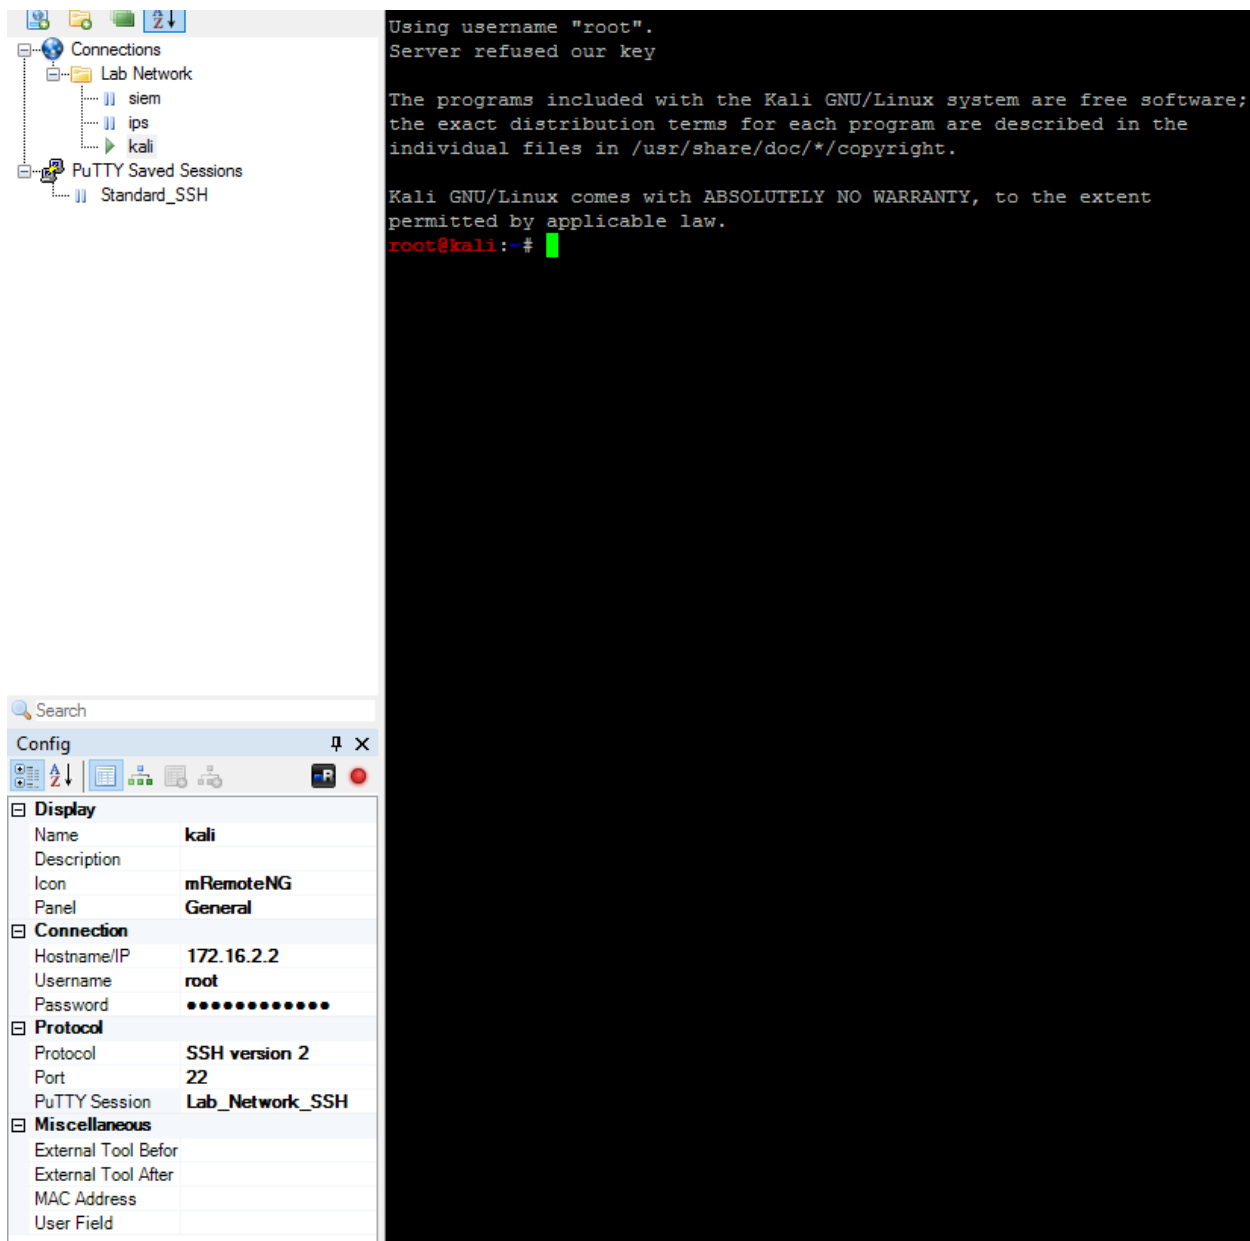 Connections
Lab Network
siem
ips
kali
PuTTY Saved Sessions
Standard_SSH
Search
Config
Display
Name kali
Description
Icon mRemoteNG
Panel General
Connection
Hostname/IP 172.16.2.2
Username root
Password ●●●●●●●●●●●●
Protocol
Protocol SSH version 2
Port 22
PuTTY Session Lab_Network_SSH
Miscellaneous
External Tool Befor
External Tool After
MAC Address
User Field
Using username "root".
Server refused our key
The programs included with the Kali GNU/Linux system are free software;
the exact distribution terms for each program are described in the
individual files in /usr/share/doc/*/copyright.
Kali GNU/Linux comes with ABSOLUTELY NO WARRANTY, to the extent
permitted by applicable law.
root@kali:~#